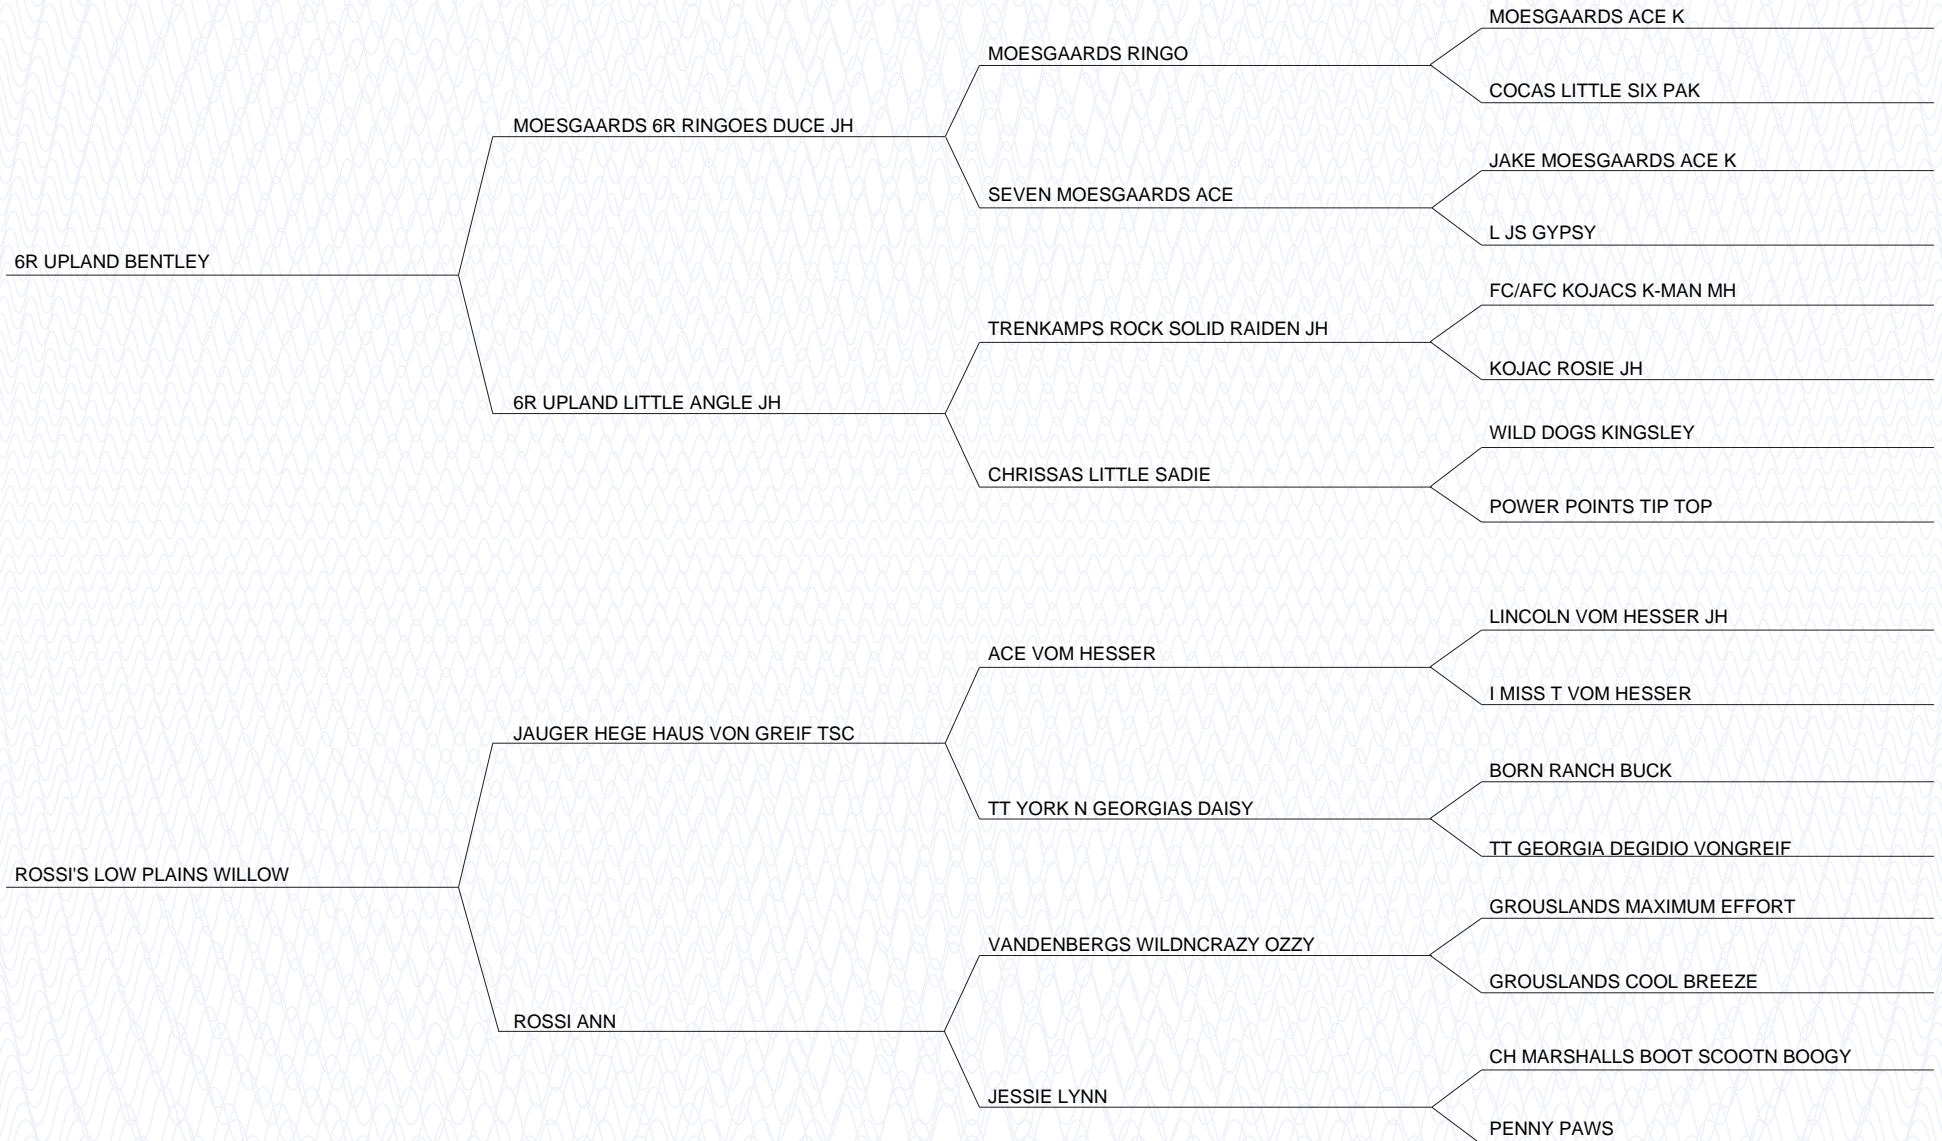 MOESGAARDS ACE K
MOESGAARDS RINGO
COCAS LITTLE SIX PAK
MOESGAARDS 6R RINGOES DUCE JH
JAKE MOESGAARDS ACE K
SEVEN MOESGAARDS ACE
L JS GYPSY
6R UPLAND BENTLEY
FC/AFC KOJACS K-MAN MH
TRENKAMPS ROCK SOLID RAIDEN JH
KOJAC ROSIE JH
6R UPLAND LITTLE ANGLE JH
WILD DOGS KINGSLEY
CHRISSAS LITTLE SADIE
POWER POINTS TIP TOP
LINCOLN VOM HESSER JH
ACE VOM HESSER
I MISS T VOM HESSER
JAUGER HEGE HAUS VON GREIF TSC
BORN RANCH BUCK
TT YORK N GEORGIAS DAISY
TT GEORGIA DEGIDIO VONGREIF
ROSSI'S LOW PLAINS WILLOW
GROUSLANDS MAXIMUM EFFORT
VANDENBERGS WILDNCRAZY OZZY
GROUSLANDS COOL BREEZE
ROSSI ANN
CH MARSHALLS BOOT SCOOTN BOOGY
JESSIE LYNN
PENNY PAWS